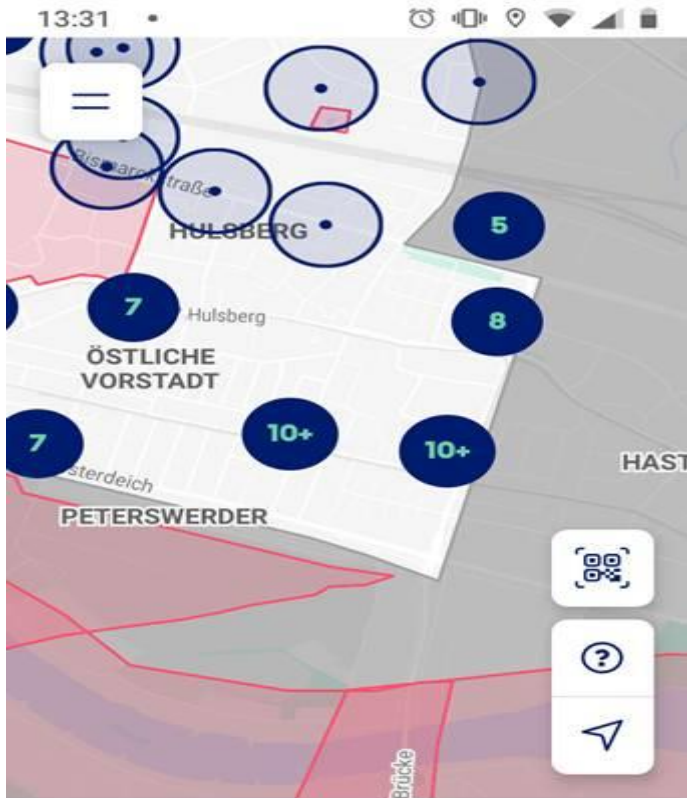 13:31
Bismarckstraße
HULSBERG
5
7
Hulsberg
8
ÖSTLICHE
VORSTADT
10+
10+
7
sterdeich
HAST
PETERSWERDER
?
Brücke